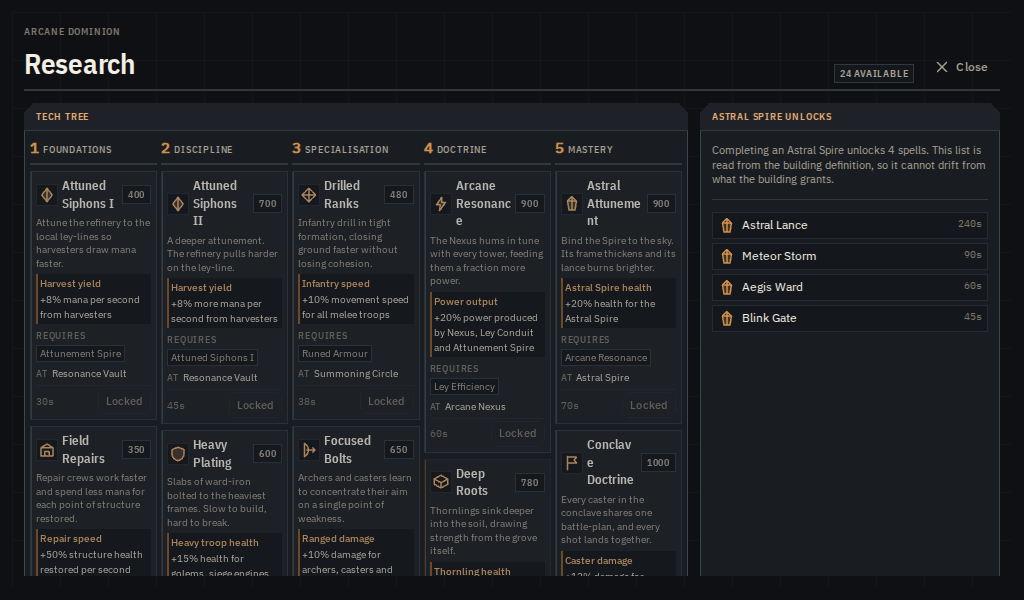 ARCANE DOMINION
Research
24 AVAILABLE
Close
TECH TREE
1 FOUNDATIONS
Attuned
Siphons I
400
Attune the refinery to the
local ley-lines so
harvesters draw mana
faster.
Harvest yield
+8% mana per second
from harvesters
REQUIRES
Attunement Spire
AT Resonance Vault
30s
Locked
Field
Repairs
350
Repair crews work faster
and spend less mana for
each point of structure
restored.
Repair speed
+50% structure health
restored per second
2 DISCIPLINE
Attuned
Siphons
II
700
A deeper attunement.
The refinery pulls harder
on the ley-line.
Harvest yield
+8% more mana per
second from harvesters
REQUIRES
Attuned Siphons I
AT Resonance Vault
45s
Locked
Heavy
Plating
600
Slabs of ward-iron
bolted to the heaviest
frames. Slow to build,
hard to break.
Heavy troop health
+15% health for
golems, siege engines
3 SPECIALISATION
Drilled
Ranks
480
Infantry drill in tight
formation, closing
ground faster without
losing cohesion.
Infantry speed
+10% movement speed
for all melee troops
REQUIRES
Runed Armour
AT Summoning Circle
38s
Locked
Focused
Bolts
650
Archers and casters learn
to concentrate their aim
on a single point of
weakness.
Ranged damage
+10% damage for
archers, casters and
4 DOCTRINE
Arcane
Resonanc
e
900
The Nexus hums in tune
with every tower, feeding
them a fraction more
power.
Power output
+20% power produced
by Nexus, Ley Conduit
and Attunement Spire
REQUIRES
Ley Efficiency
AT Arcane Nexus
60s
Locked
Deep
Roots
780
Thornlings sink deeper
into the soil, drawing
strength from the grove
itself.
Thornling health
5 MASTERY
Astral
Attuneme
nt
900
Bind the Spire to the sky.
Its frame thickens and its
lance burns brighter.
Astral Spire health
+20% health for the
Astral Spire
REQUIRES
Arcane Resonance
AT Astral Spire
70s
Locked
Conclav
e
Doctrine
1000
Every caster in the
conclave shares one
battle-plan, and every
shot lands together.
Caster damage
ASTRAL SPIRE UNLOCKS
Completing an Astral Spire unlocks 4 spells. This list is
read from the building definition, so it cannot drift from
what the building grants.
Astral Lance 240s
Meteor Storm 90s
Aegis Ward 60s
Blink Gate 45s